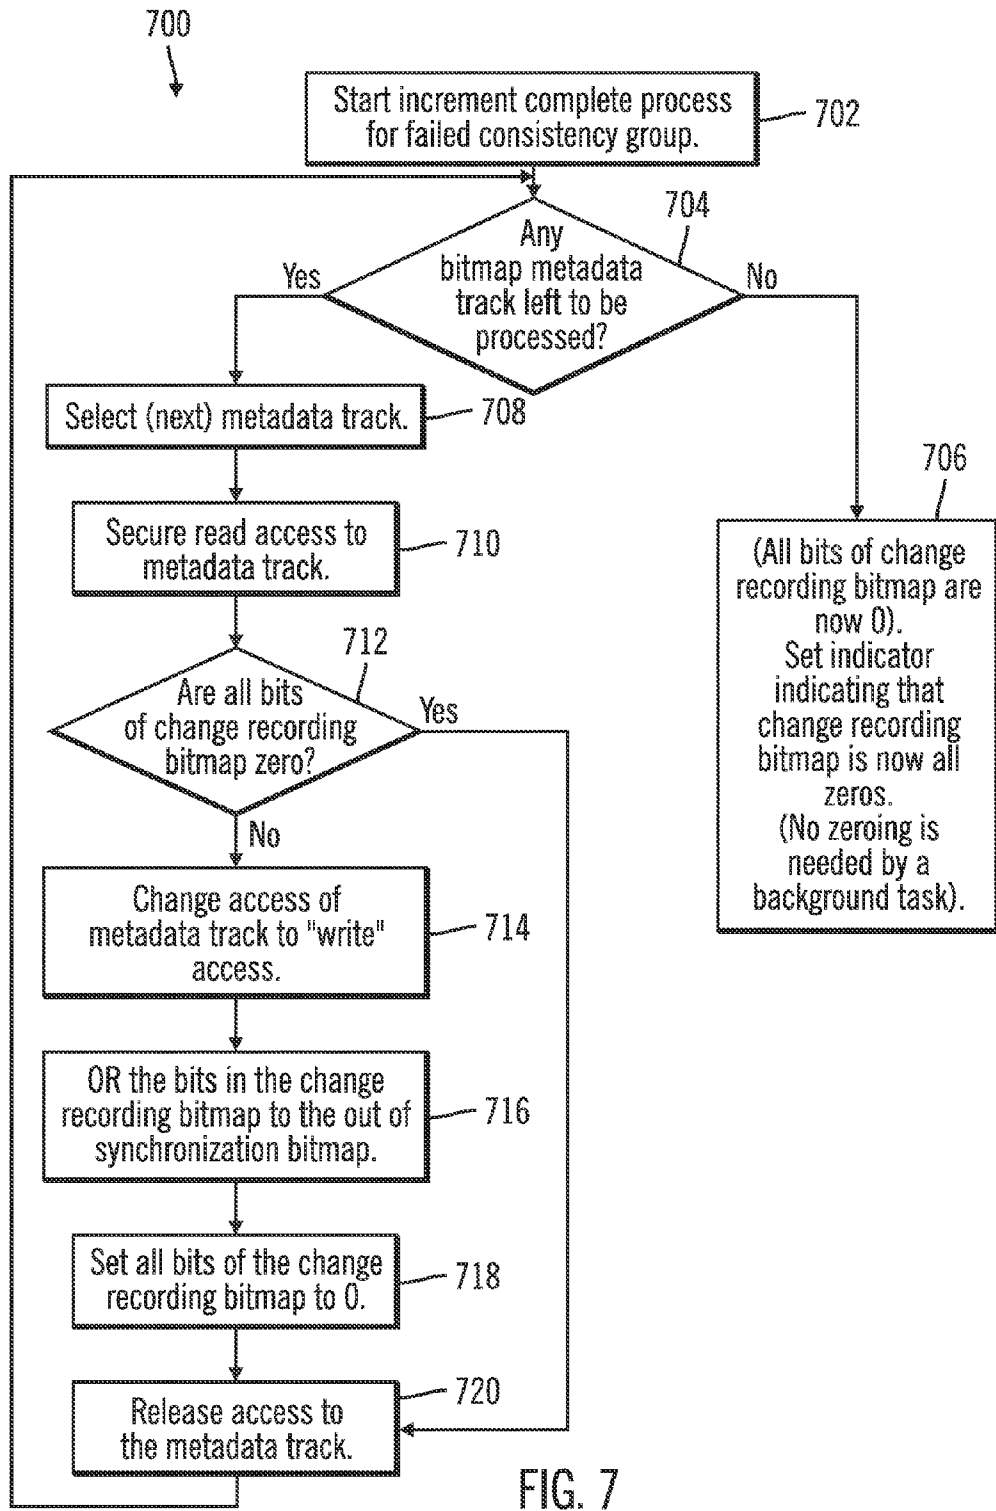 700
Start increment complete process
for failed consistency group.
702
704
Any
bitmap metadata
track left to be
processed?
Yes
No
Select (next) metadata track.
708
706
Secure read access to
metadata track.
710
(All bits of change
recording bitmap are
now 0).
Set indicator
indicating that
change recording
bitmap is now all
zeros.
(No zeroing is
needed by a
background task).
712
Are all bits
of change recording
bitmap zero?
Yes
No
Change access of
metadata track to "write"
access.
714
OR the bits in the change
recording bitmap to the out of
synchronization bitmap.
716
Set all bits of the change
recording bitmap to 0.
718
Release access to
the metadata track.
720
FIG. 7